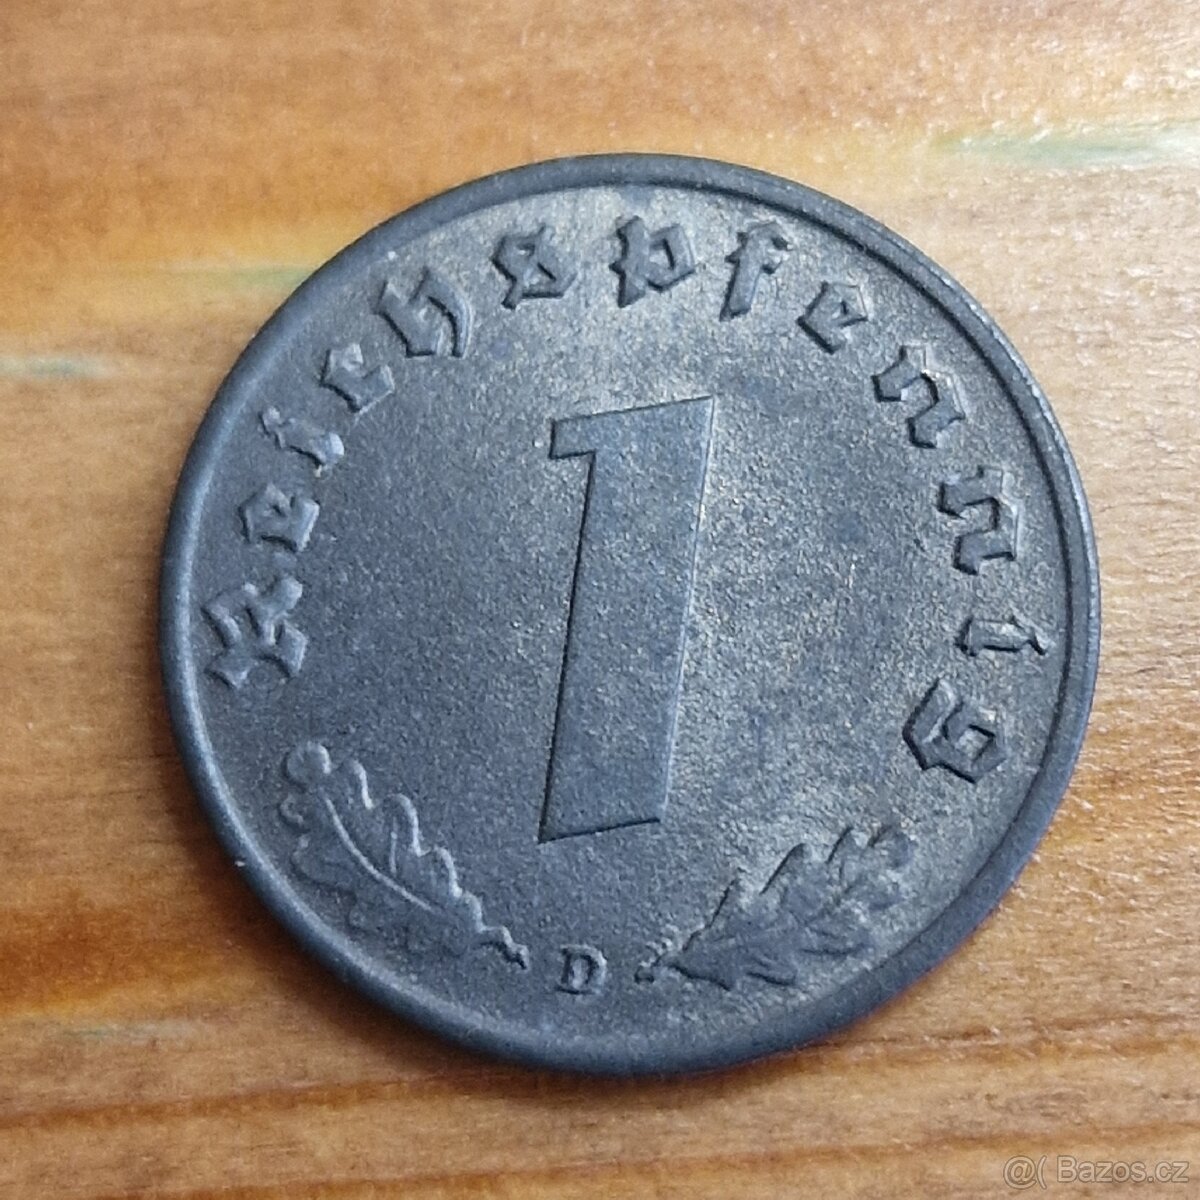 Reichspfennig
1
D
@( Bazos.cz